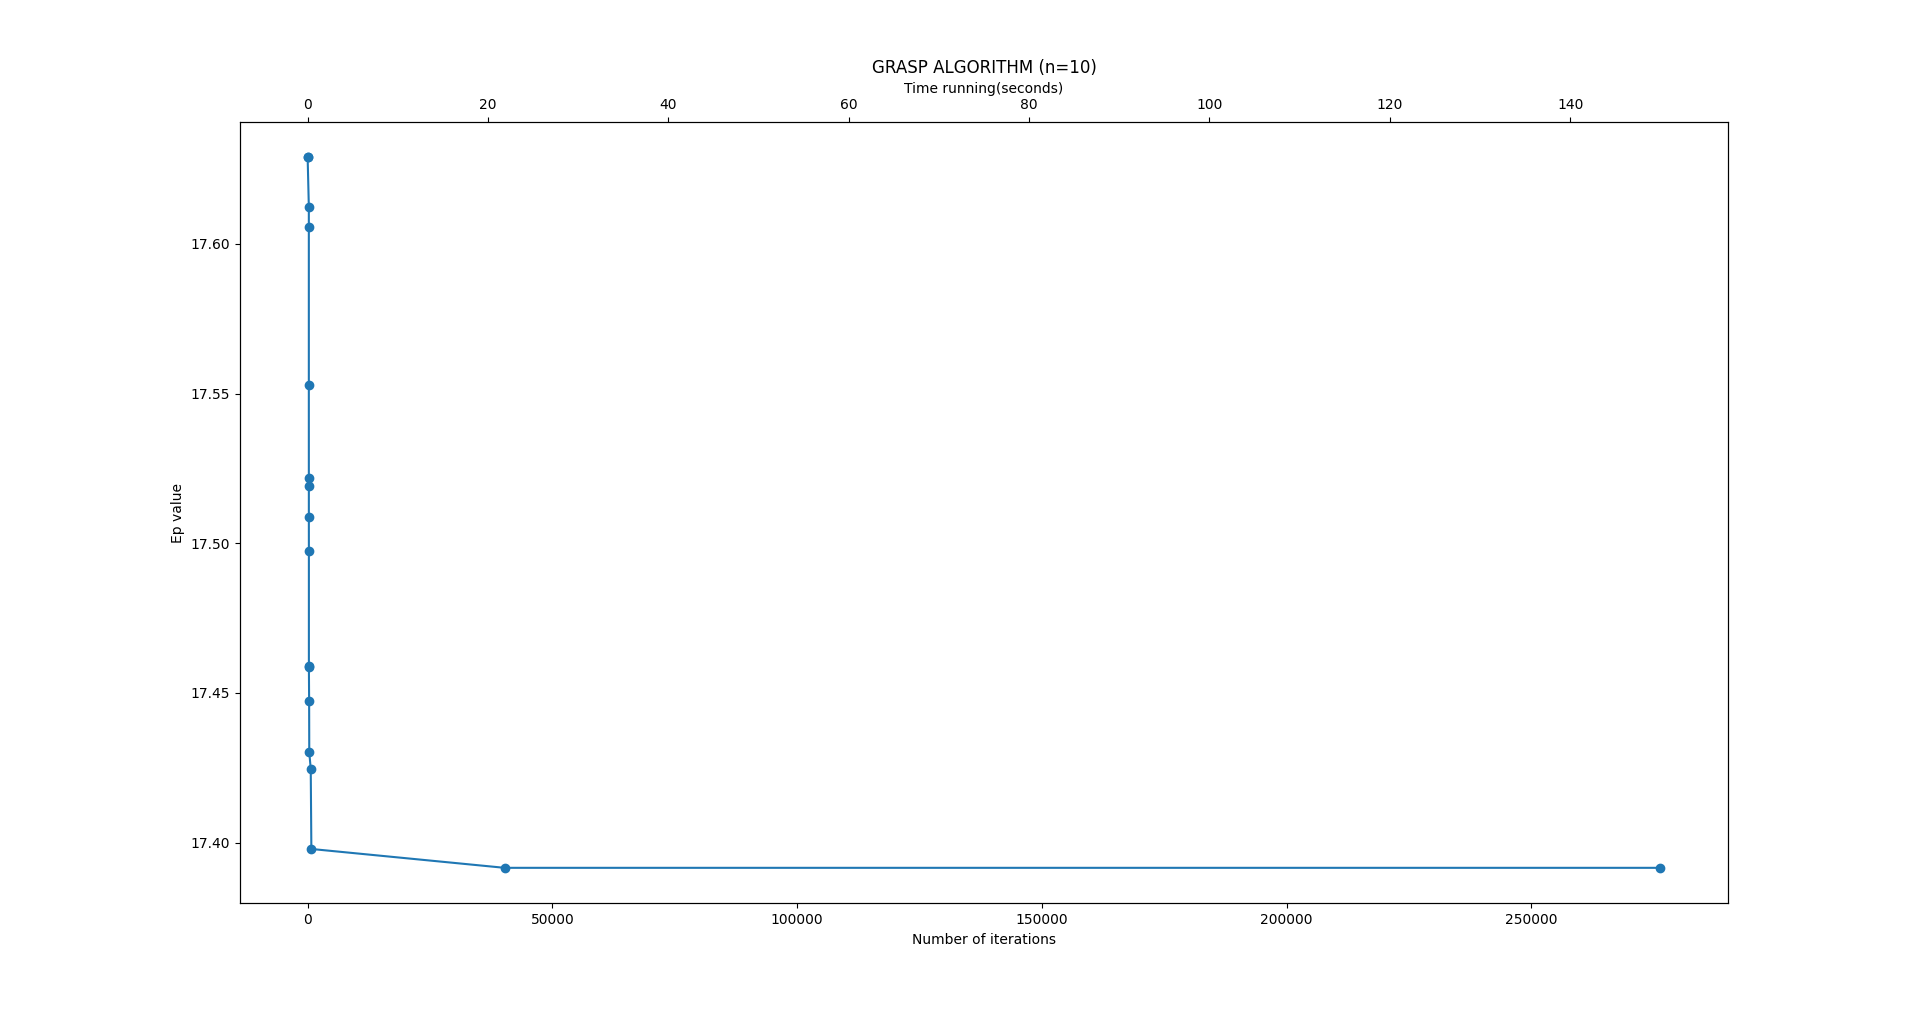 GRASP ALGORITHM (n=10)
Time running(seconds)
0 20 40 60 80 100 120 140
17.60
17.55
17.50
17.45
17.40
Ep value
0 50000 100000 150000 200000 250000
Number of iterations